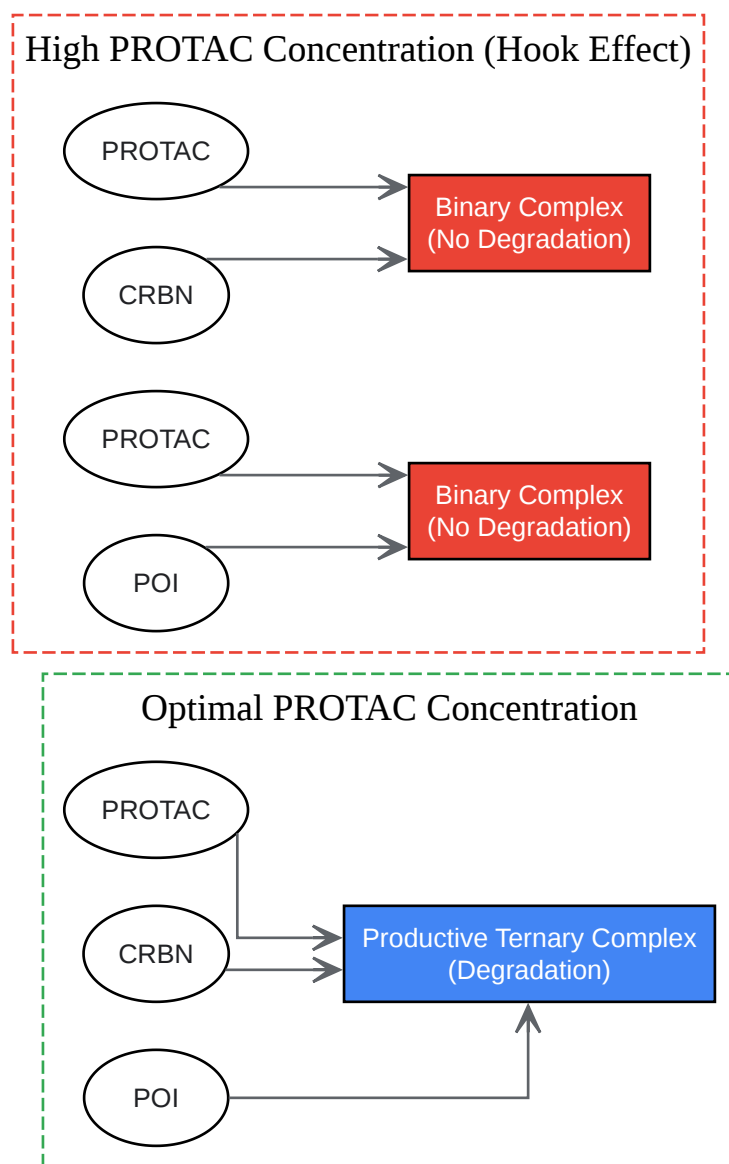 High PROTAC Concentration (Hook Effect)
PROTAC
Binary Complex
(No Degradation)
CRBN
PROTAC
Binary Complex
(No Degradation)
POI
Optimal PROTAC Concentration
PROTAC
CRBN
Productive Ternary Complex
(Degradation)
POI